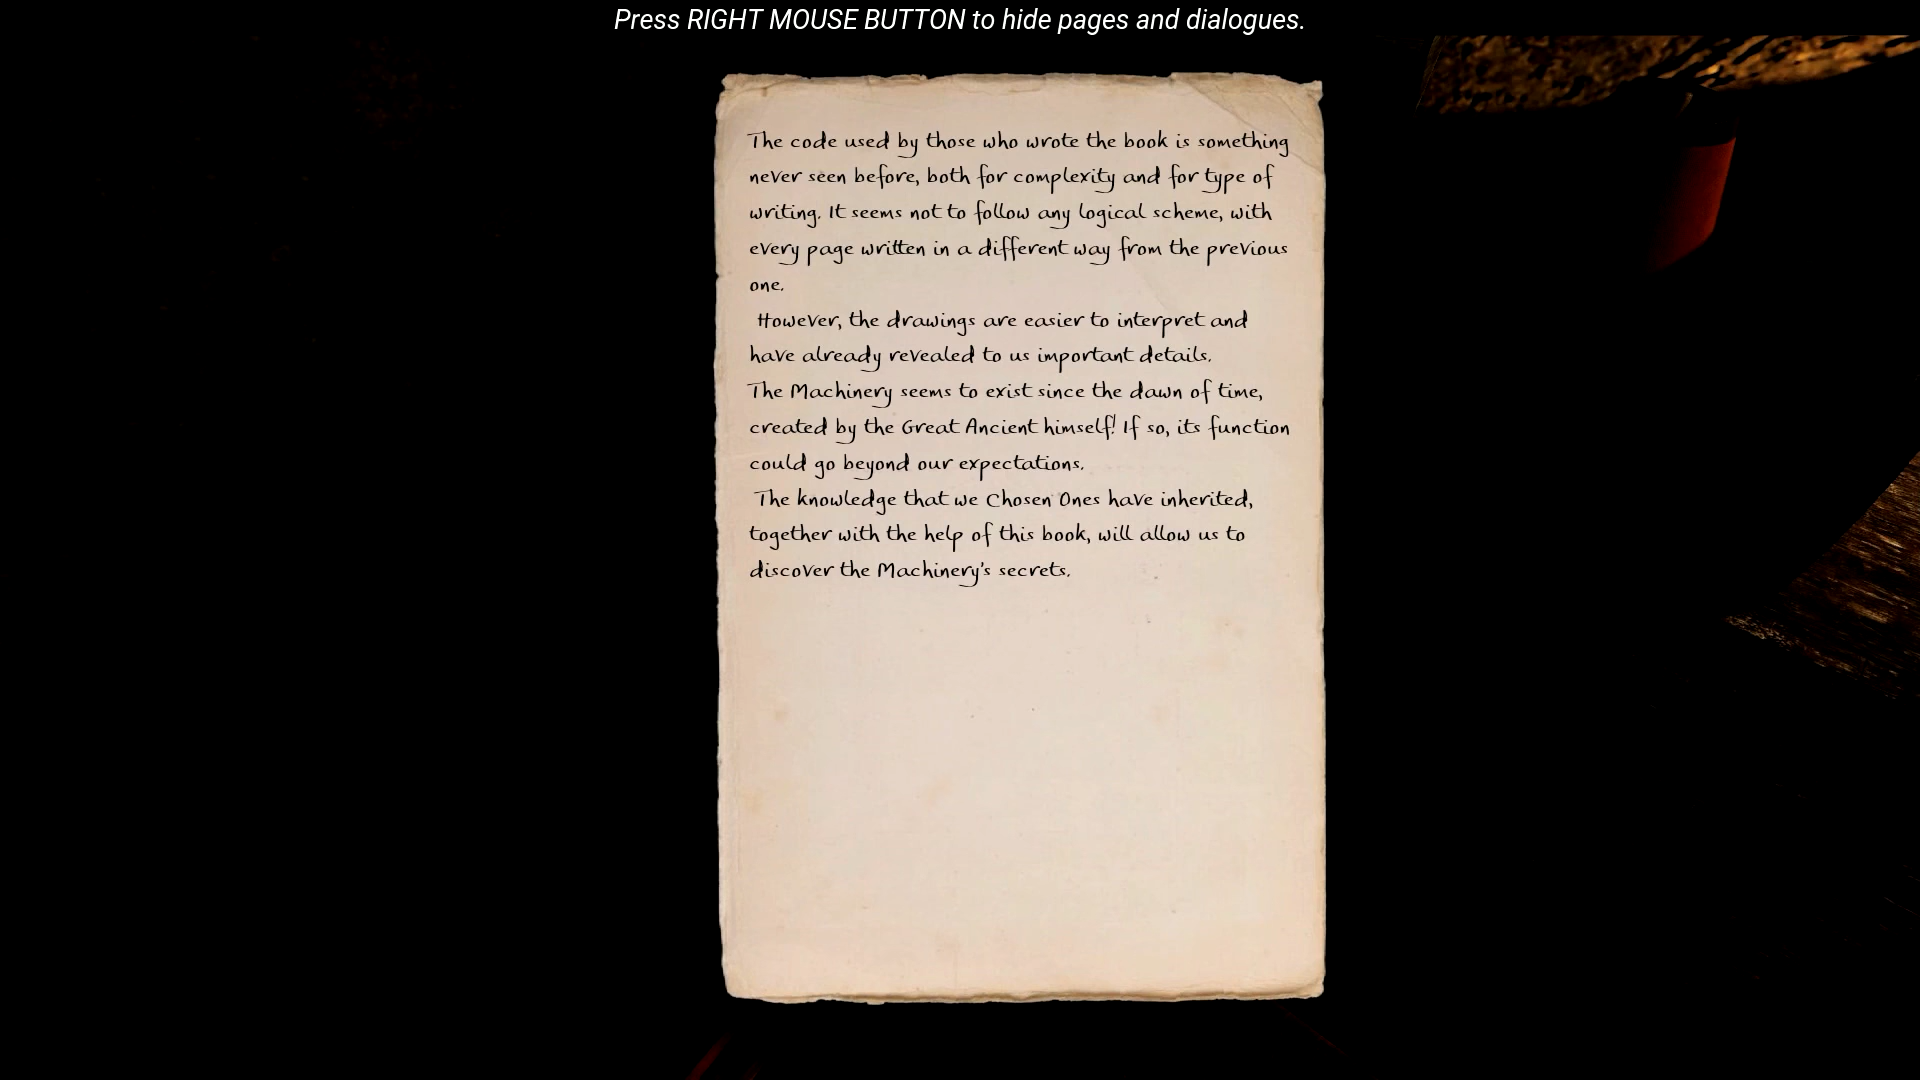 Press RIGHT MOUSE BUTTON to hide pages and dialogues.
The code used by those who wrote the book is something
never seen before, both for complexity and for type of
writing. It seems not to follow any logical scheme, with
every page written in a different way from the previous
one.
However, the drawings are easier to interpret and
have already revealed to us important details.
The Machinery seems to exist since the dawn of time,
created by the Great Ancient himself! If so, its function
could go beyond our expectations.
The knowledge that we Chosen Ones have inherited,
together with the help of this book, will allow us to
discover the Machinery's secrets.